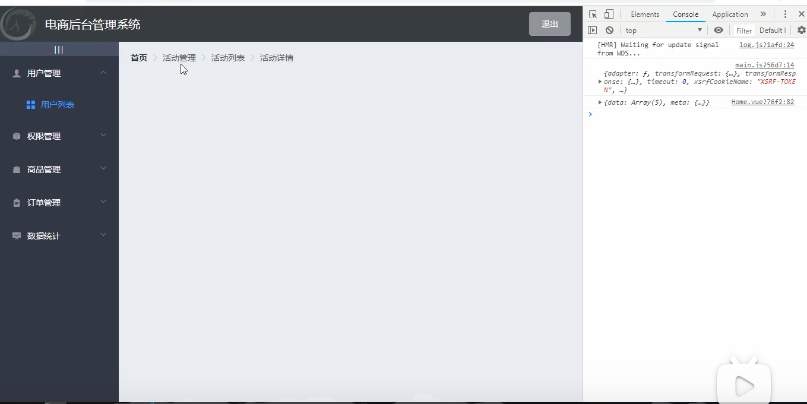 电商后台管理系统
退出
|||
首页 > 活动管理 > 活动列表 > 活动详情
用户管理
用户列表
权限管理
商品管理
订单管理
数据统计
Elements Console Application »
top Filter Default l
[HMR] Waiting for update signal log.js?1afd:24
from WDS...
main.js?56d7:14
{adapter: ƒ, transformRequest: {…}, transformResp
onse: {…}, timeout: 0, xsrfCookieName: "XSRF-TOKE
N", …}
{data: Array(5), meta: {…}} Home.vue?76f2:82